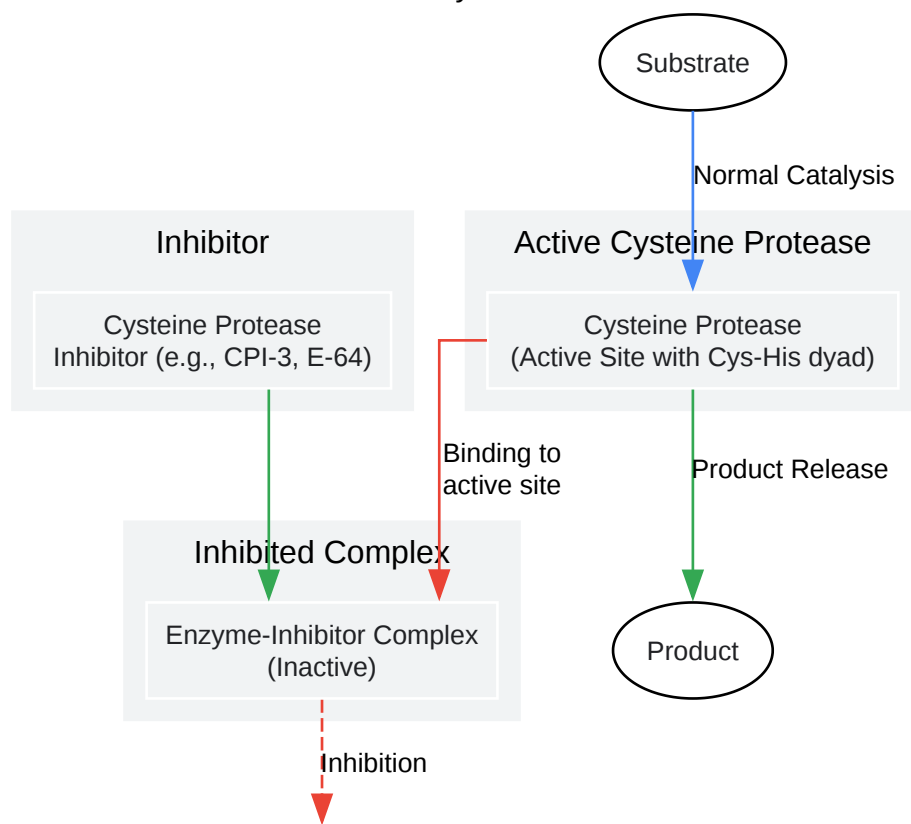 Substrate
Normal Catalysis
Inhibitor
Active Cysteine Protease
Cysteine Protease
Inhibitor (e.g., CPI-3, E-64)
Cysteine Protease
(Active Site with Cys-His dyad)
Binding to
active site
Product Release
Inhibited Complex
Enzyme-Inhibitor Complex
(Inactive)
Product
Inhibition